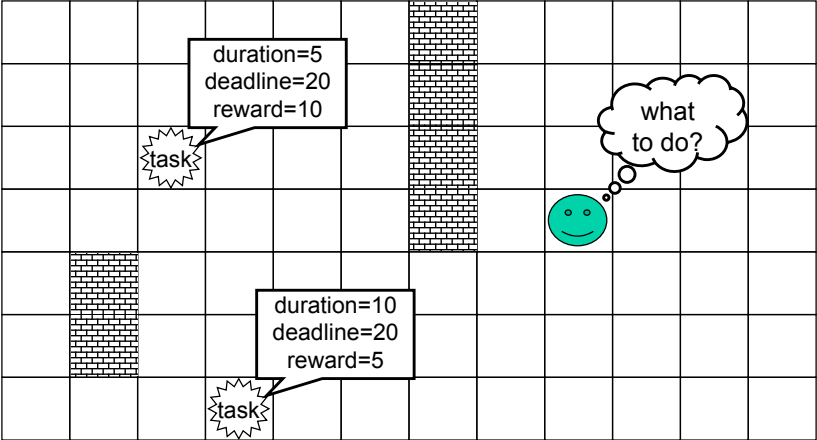 duration=5
deadline=20
reward=10
what
to do?
task
duration=10
deadline=20
reward=5
task